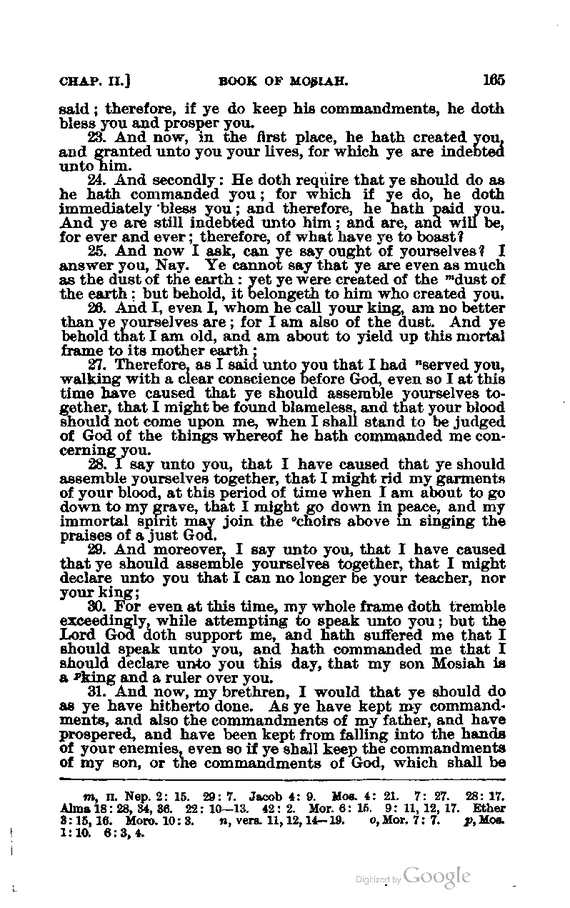 CHAP. II.] BOOK OF MOSIAH. 165
said; therefore, if ye do keep his commandments, he doth
bless you and prosper you.
23. And now, in the first place, he hath created you,
and granted unto you your lives, for which ye are indebted
unto him.
24. And secondly: He doth require that ye should do as
he hath commanded you; for which if ye do, he doth
immediately bless you; and therefore, he hath paid you.
And ye are still indebted unto him; and are, and will be,
for ever and ever; therefore, of what have ye to boast?
25. And now I ask, can ye say ought of yourselves? I
answer you, Nay. Ye cannot say that ye are even as much
as the dust of the earth: yet ye were created of the ᵐdust of
the earth; but behold, it belongeth to him who created you.
26. And I, even I, whom he call your king, am no better
than ye yourselves are; for I am also of the dust. And ye
behold that I am old, and am about to yield up this mortal
frame to its mother earth;
27. Therefore, as I said unto you that I had ⁿserved you,
walking with a clear conscience before God, even so I at this
time have caused that ye should assemble yourselves to-
gether, that I might be found blameless, and that your blood
should not come upon me, when I shall stand to be judged
of God of the things whereof he hath commanded me con-
cerning you.
28. I say unto you, that I have caused that ye should
assemble yourselves together, that I might rid my garments
of your blood, at this period of time when I am about to go
down to my grave, that I might go down in peace, and my
immortal spirit may join the ᵒchoirs above in singing the
praises of a just God.
29. And moreover, I say unto you, that I have caused
that ye should assemble yourselves together, that I might
declare unto you that I can no longer be your teacher, nor
your king;
30. For even at this time, my whole frame doth tremble
exceedingly, while attempting to speak unto you; but the
Lord God doth support me, and hath suffered me that I
should speak unto you, and hath commanded me that I
should declare unto you this day, that my son Mosiah is
a ᵖking and a ruler over you.
31. And now, my brethren, I would that ye should do
as ye have hitherto done. As ye have kept my command-
ments, and also the commandments of my father, and have
prospered, and have been kept from falling into the hands
of your enemies, even so if ye shall keep the commandments
of my son, or the commandments of God, which shall be
m, II. Nep. 2: 15. 29: 7. Jacob 4: 9. Mos. 4: 21. 7: 27. 28: 17.
Alma 18: 28, 34, 36. 22: 10—13. 42: 2. Mor. 6: 15. 9: 11, 12, 17. Ether
3: 15, 16. Moro. 10: 3. n, vers. 11, 12, 14—19. o, Mor. 7: 7. p, Mos.
1: 10. 6: 3, 4.
Digitized by Google